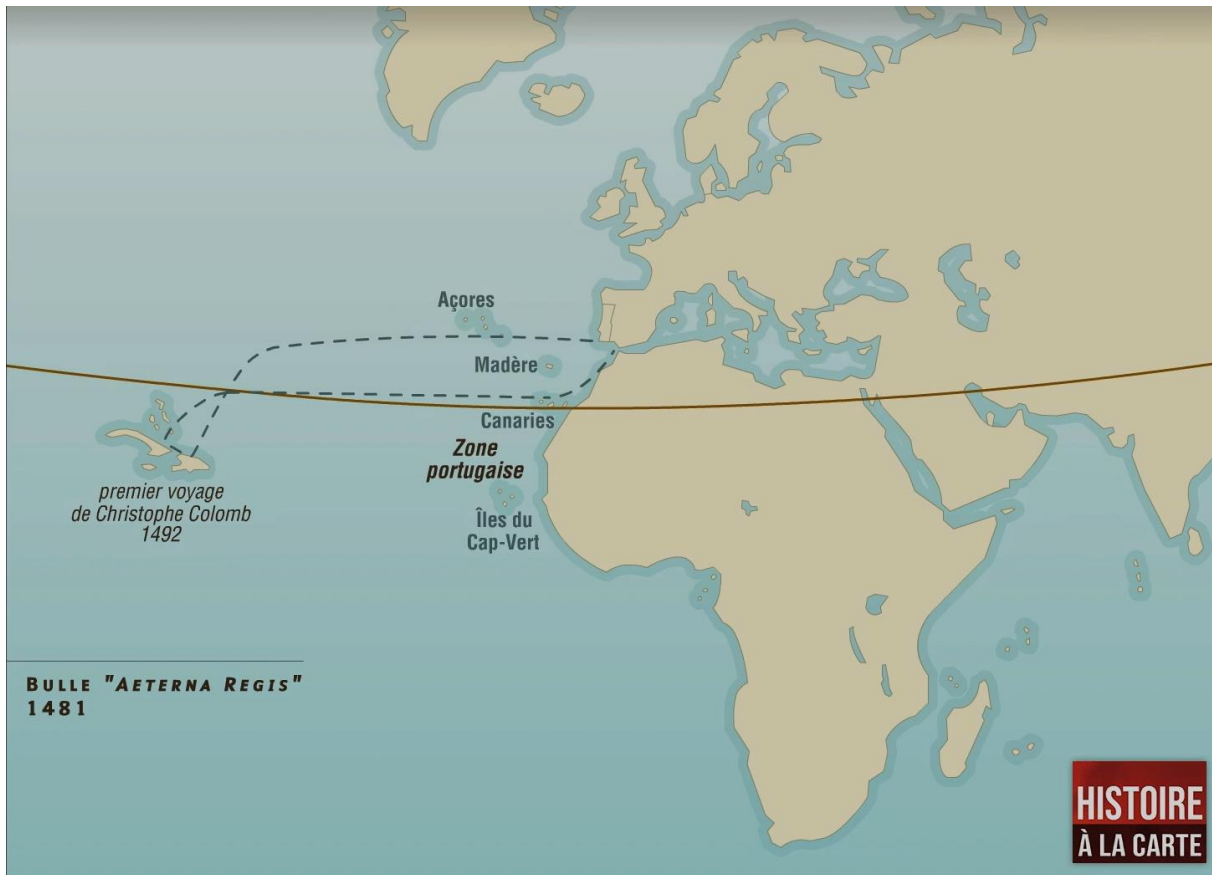 Açores
Madère
Canaries
Zone
portugaise
Îles du
Cap-Vert
premier voyage
de Christophe Colomb
1492
BULLE "AETERNA REGIS"
1481
HISTOIRE
À LA CARTE